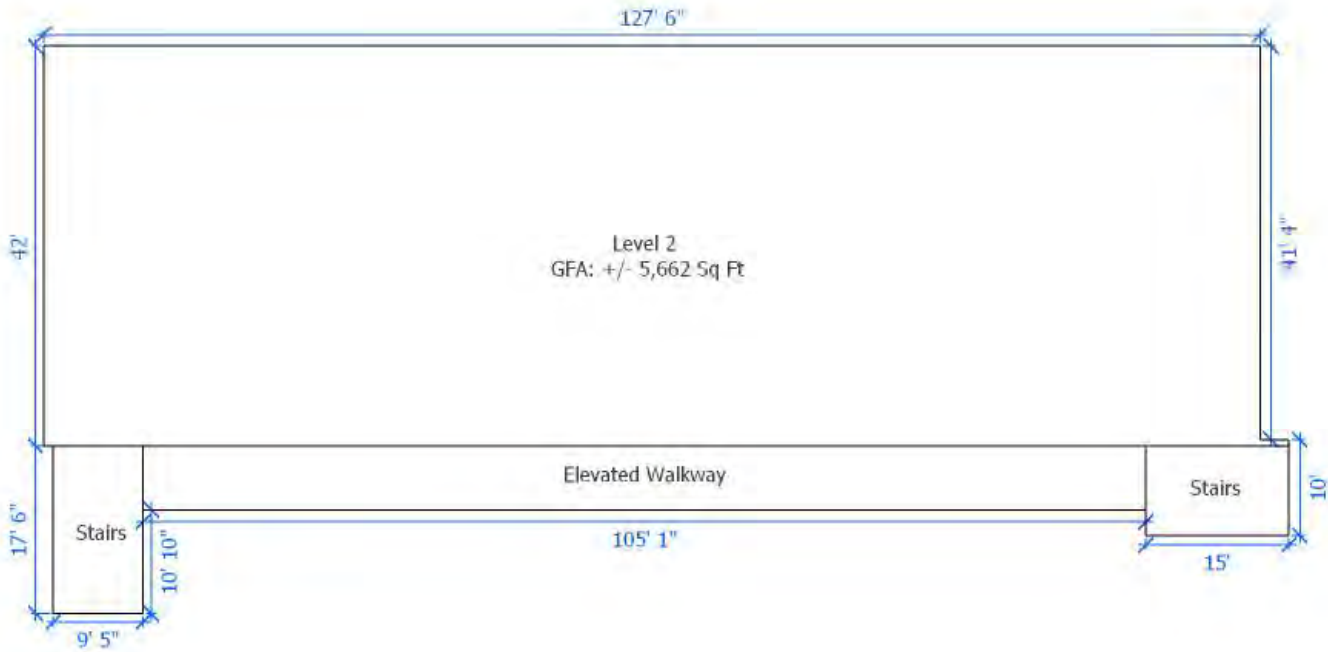 127' 6"
42'
41' 4"
Level 2
GFA: +/- 5,662 Sq Ft
Elevated Walkway
Stairs
10'
17' 6"
Stairs
10' 10"
105' 1"
15'
9' 5"